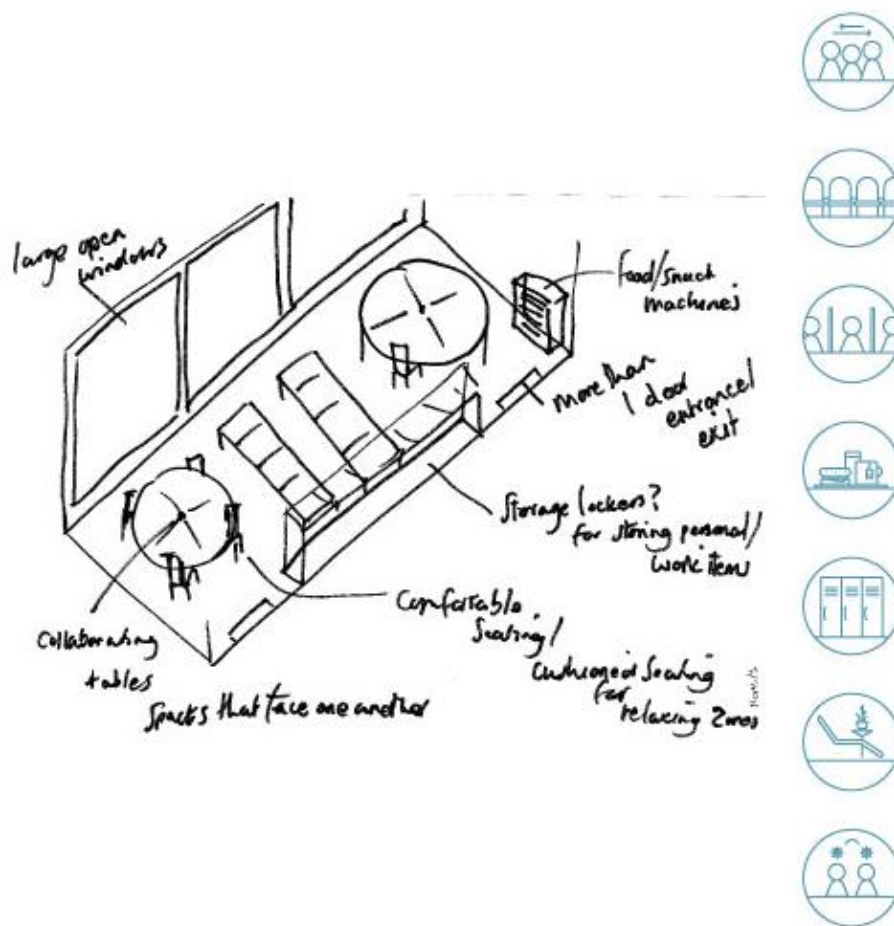 large open
windows
Food/snack
machines
more than
1 door
entrance/
exit
Storage lockers?
for storing personal/
work items
Comfortable
Seating/
Cushioned Seating
for
relaxing Zones
Collaborating
tables
Spaces that face one another